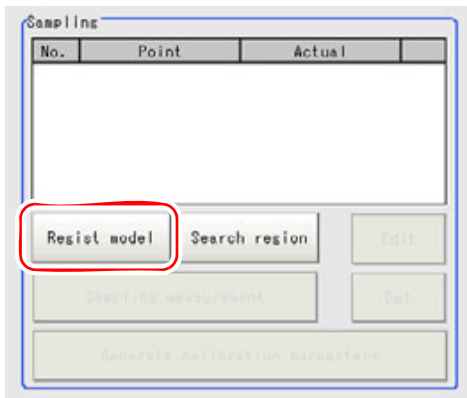 Sampling
No. Point Actual
Regist model Search region Edit
Sampling measurement Del
Generate calibration parameters